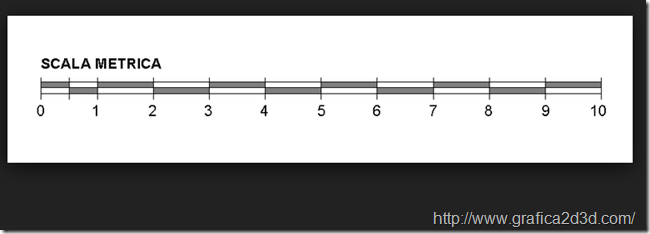 SCALA METRICA
0 1 2 3 4 5 6 7 8 9 10
http://www.grafica2d3d.com/